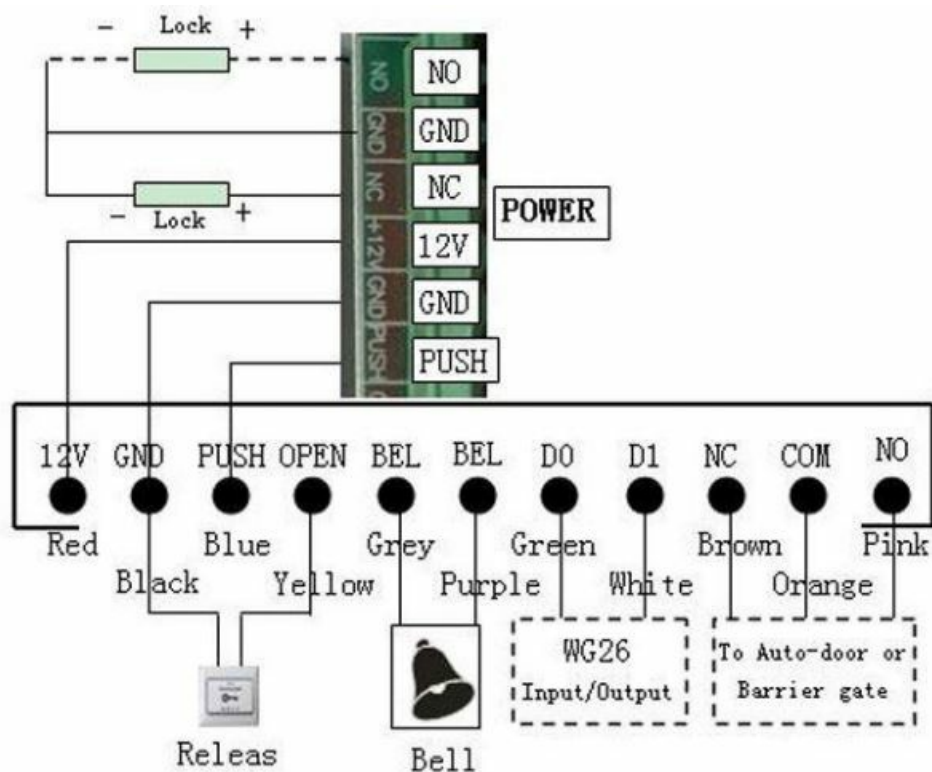 - Lock +
NO NO
GND GND
NC NC
- Lock +
POWER
+12V 12V
GND GND
PUSH PUSH
12V GND PUSH OPEN BEL BEL D0 D1 NC COM NO
Red Blue Grey Green Brown Pink
Black Yellow Purple White Orange
WG26
Input/Output
To Auto-door or
Barrier gate
Releas
Bell